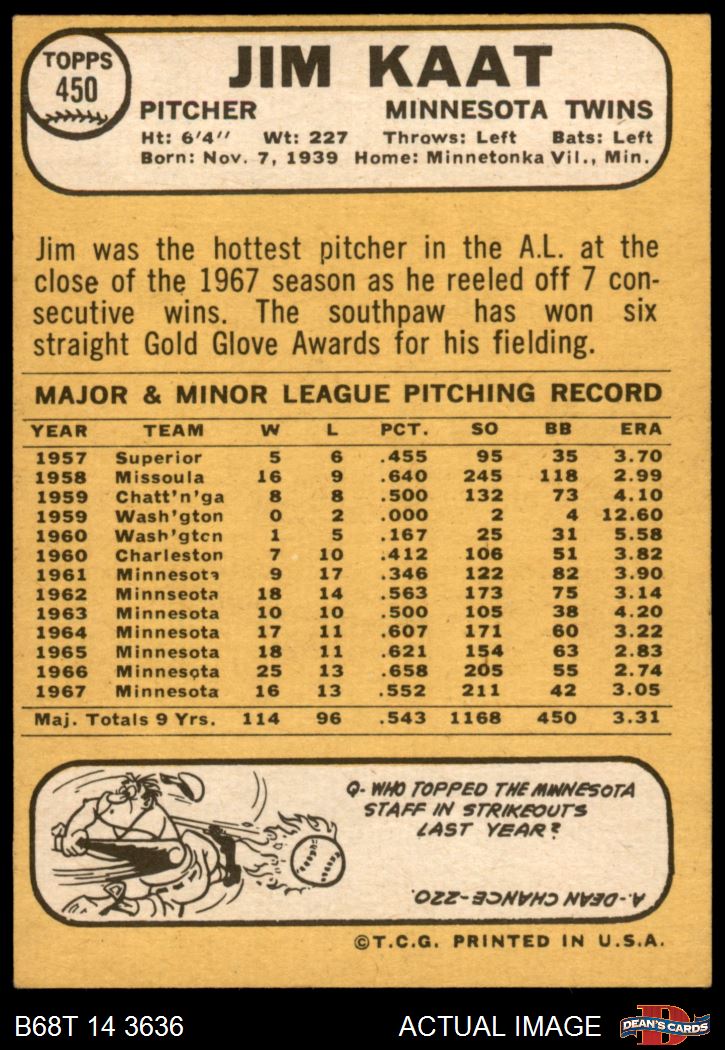 TOPPS
450
JIM KAAT
PITCHER MINNESOTA TWINS
Ht: 6'4" Wt: 227 Throws: Left Bats: Left
Born: Nov. 7, 1939 Home: Minnetonka Vil., Min.
Jim was the hottest pitcher in the A.L. at the
close of the 1967 season as he reeled off 7 con-
secutive wins. The southpaw has won six
straight Gold Glove Awards for his fielding.
MAJOR & MINOR LEAGUE PITCHING RECORD
YEAR TEAM W L PCT. SO BB ERA
1957 Superior 5 6 .455 95 35 3.70
1958 Missoula 16 9 .640 245 118 2.99
1959 Chatt'n'ga 8 8 .500 132 73 4.10
1959 Wash'gton 0 2 .000 2 4 12.60
1960 Wash'gton 1 5 .167 25 31 5.58
1960 Charleston 7 10 .412 106 51 3.82
1961 Minnesota 9 17 .346 122 82 3.90
1962 Minnseota 18 14 .563 173 75 3.14
1963 Minnesota 10 10 .500 105 38 4.20
1964 Minnesota 17 11 .607 171 60 3.22
1965 Minnesota 18 11 .621 154 63 2.83
1966 Minnesota 25 13 .658 205 55 2.74
1967 Minnesota 16 13 .552 211 42 3.05
Maj. Totals 9 Yrs. 114 96 .543 1168 450 3.31
Q- WHO TOPPED THE MINNESOTA
STAFF IN STRIKEOUTS
LAST YEAR?
A-DEAN CHANCE-220.
©T.C.G. PRINTED IN U.S.A.
B68T 14 3636 ACTUAL IMAGE DEAN'S CARDS